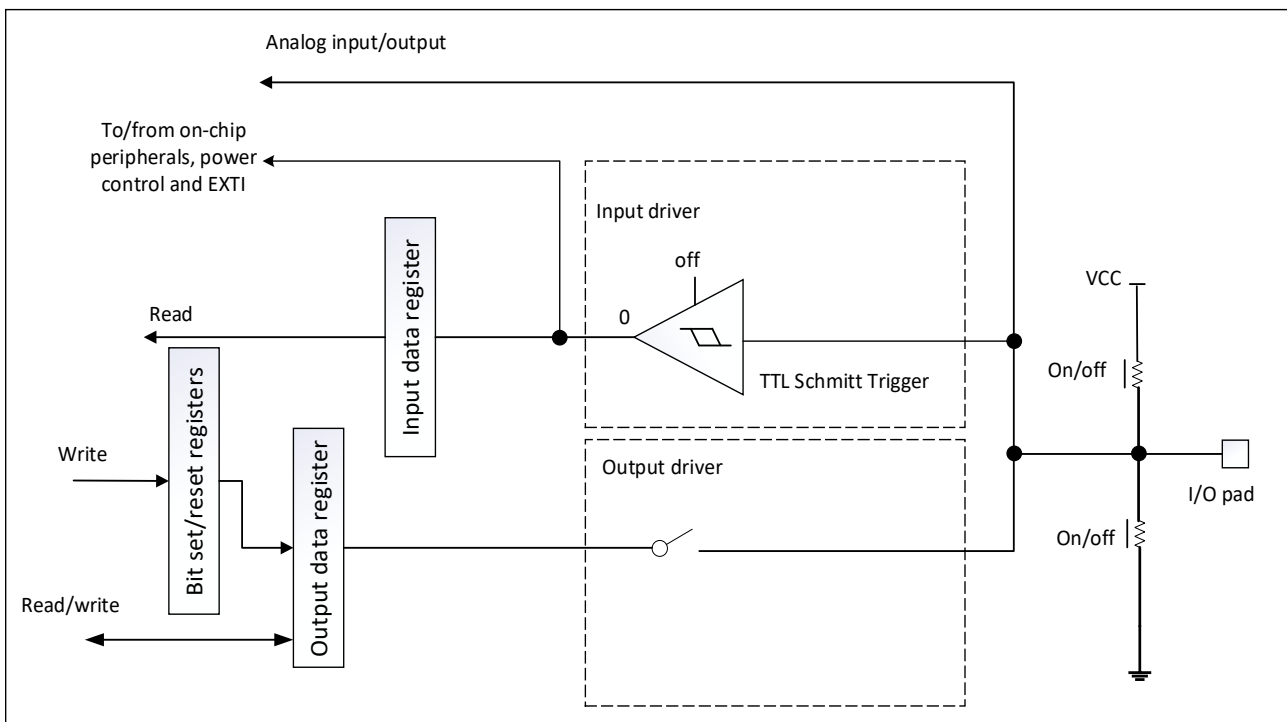 Analog input/output
To/from on-chip
peripherals, power
control and EXTI
Input driver
off
VCC
Read
0
Input data register
TTL Schmitt Trigger
On/off
Bit set/reset registers
Write
Output data register
Output driver
I/O pad
On/off
Read/write